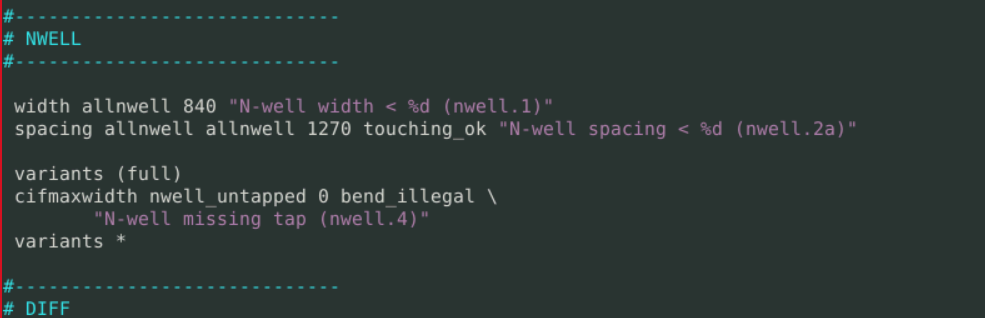 #-----------------------------
# NWELL
#-----------------------------
width allnwell 840 "N-well width < %d (nwell.1)"
spacing allnwell allnwell 1270 touching_ok "N-well spacing < %d (nwell.2a)"
variants (full)
cifmaxwidth nwell_untapped 0 bend_illegal \
"N-well missing tap (nwell.4)"
variants *
#-----------------------------
# DIFF